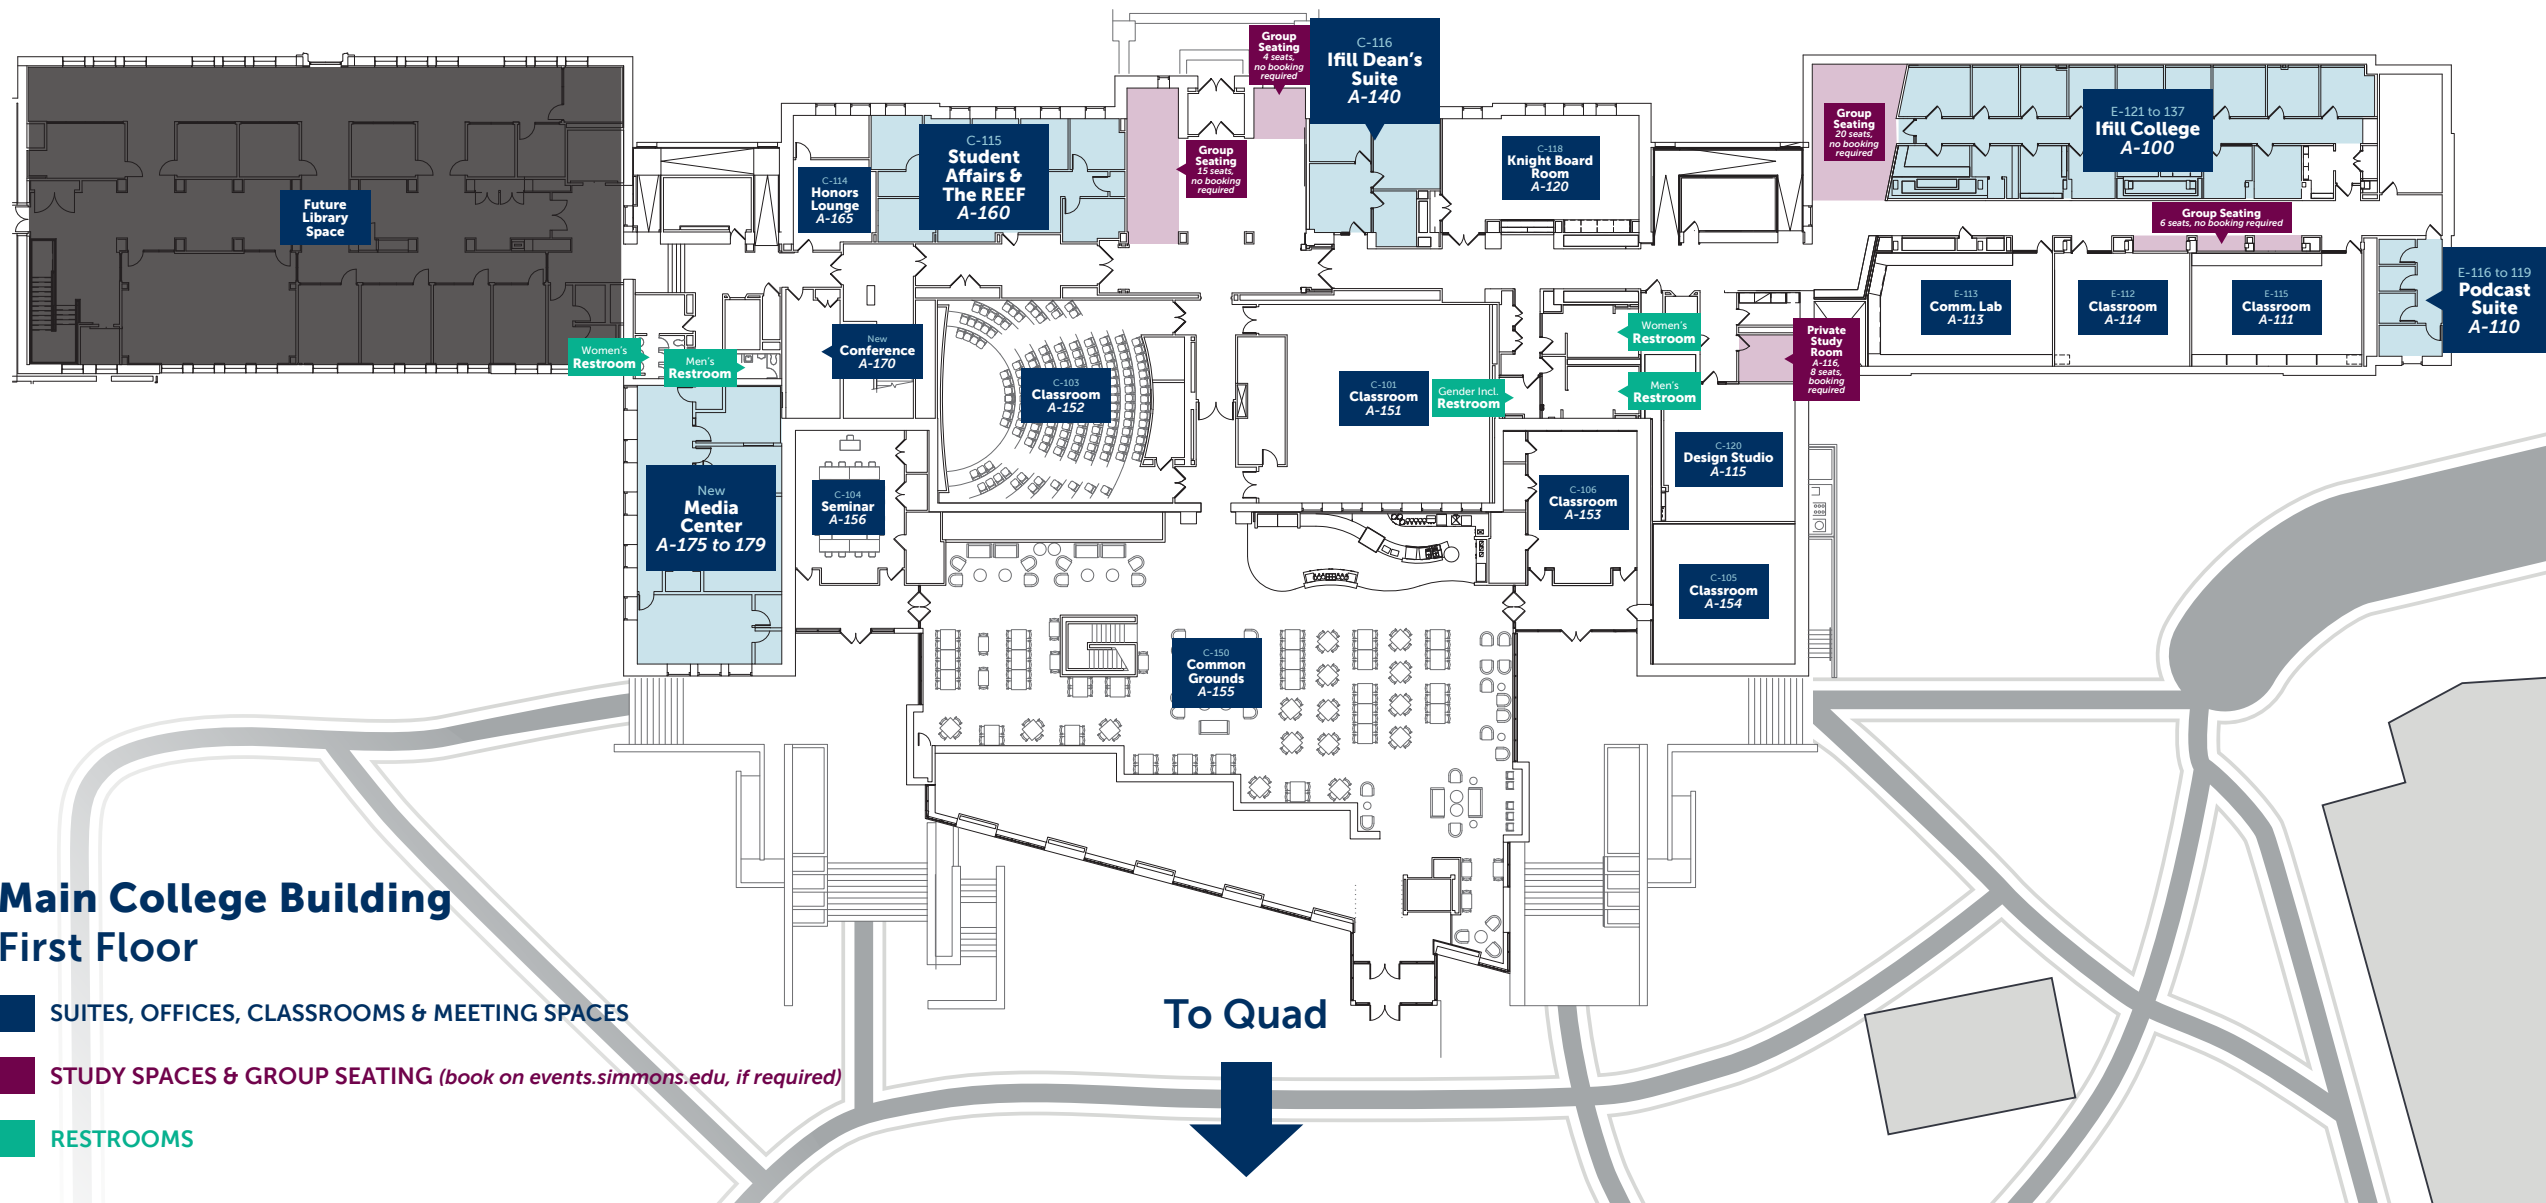 Group
Seating
4 seats,
no booking
required
C-116
Ifill Dean's
Suite
A-140
Group
Seating
20 seats,
no booking
required
E-121 to 137
Ifill College
A-100
C-115
Student
Affairs &
The REEF
A-160
Group
Seating
15 seats,
no booking
required
C-118
Knight Board
Room
A-120
C-114
Honors
Lounge
A-165
Future
Library
Space
Group Seating
6 seats, no booking required
E-113
Comm. Lab
A-113
E-112
Classroom
A-114
E-115
Classroom
A-111
E-116 to 119
Podcast
Suite
A-110
Women's
Restroom
Men's
Restroom
New
Conference
A-170
C-103
Classroom
A-152
C-101
Classroom
A-151
Gender Incl.
Restroom
Women's
Restroom
Men's
Restroom
Private
Study
Room
A-116,
8 seats,
booking
required
New
Media
Center
A-175 to 179
C-104
Seminar
A-156
C-106
Classroom
A-153
C-120
Design Studio
A-115
C-105
Classroom
A-154
C-150
Common
Grounds
A-155
Main College Building
First Floor
SUITES, OFFICES, CLASSROOMS & MEETING SPACES
STUDY SPACES & GROUP SEATING (book on events.simmons.edu, if required)
RESTROOMS
To Quad